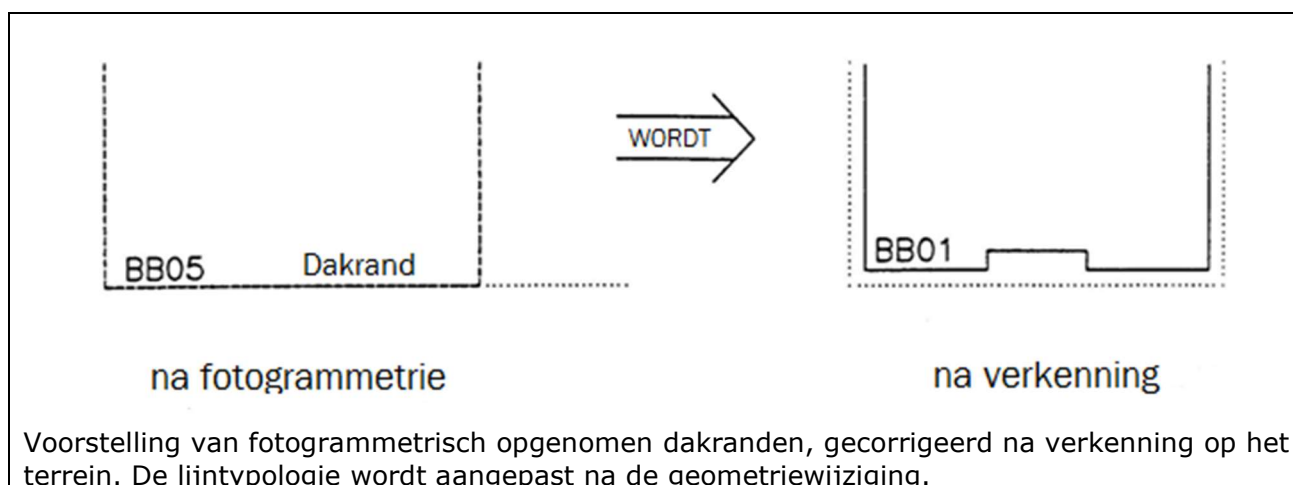 WORDT
BB05 Dakrand
BB01
na fotogrammetrie
na verkenning
Voorstelling van fotogrammetrisch opgenomen dakranden, gecorrigeerd na verkenning op het
terrein. De lijntypologie wordt aangepast na de geometriewijziging.